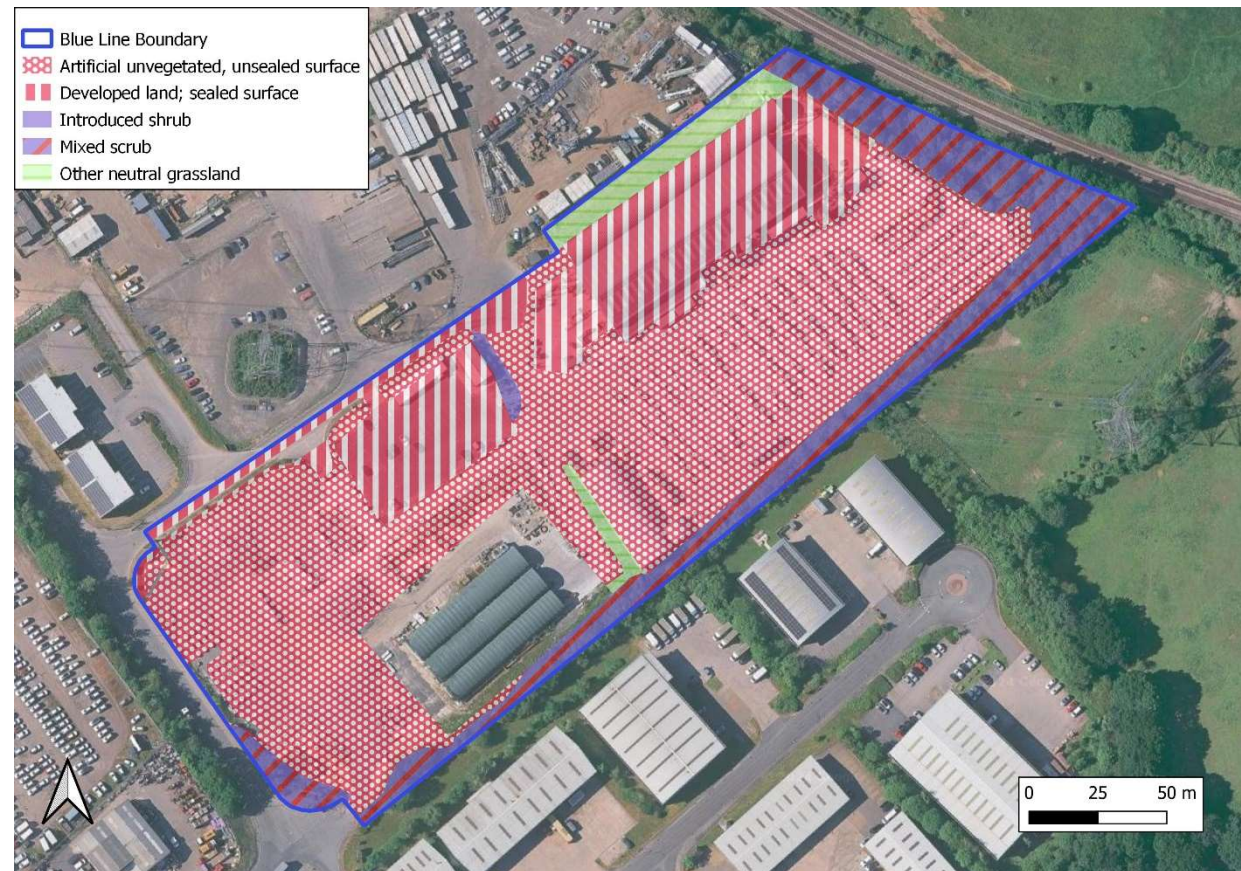 Blue Line Boundary
Artificial unvegetated, unsealed surface
Developed land; sealed surface
Introduced shrub
Mixed scrub
Other neutral grassland
0 25 50 m